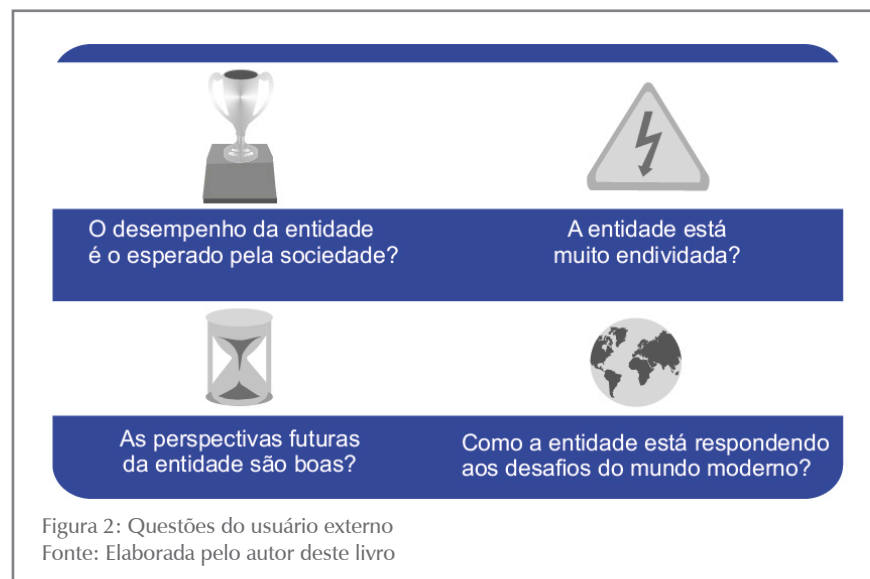 O desempenho da entidade
é o esperado pela sociedade?
A entidade está
muito endividada?
As perspectivas futuras
da entidade são boas?
Como a entidade está respondendo
aos desafios do mundo moderno?
Figura 2: Questões do usuário externo
Fonte: Elaborada pelo autor deste livro